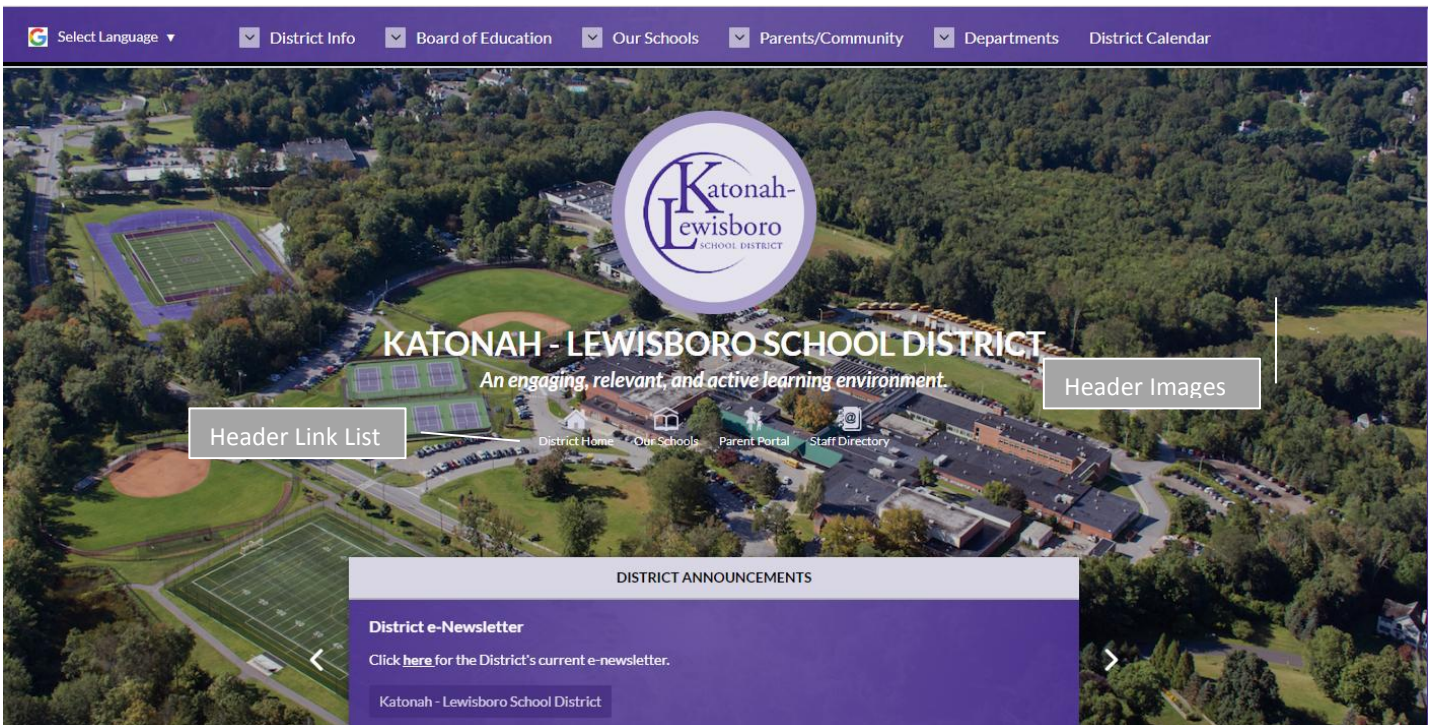 Select Language ▼ District Info Board of Education Our Schools Parents/Community Departments District Calendar
Katonah-
Lewisboro
SCHOOL DISTRICT
KATONAH - LEWISBORO SCHOOL DISTRICT
An engaging, relevant, and active learning environment.
Header Images
Header Link List
District Home Our Schools Parent Portal Staff Directory
DISTRICT ANNOUNCEMENTS
District e-Newsletter
Click here for the District's current e-newsletter.
Katonah - Lewisboro School District